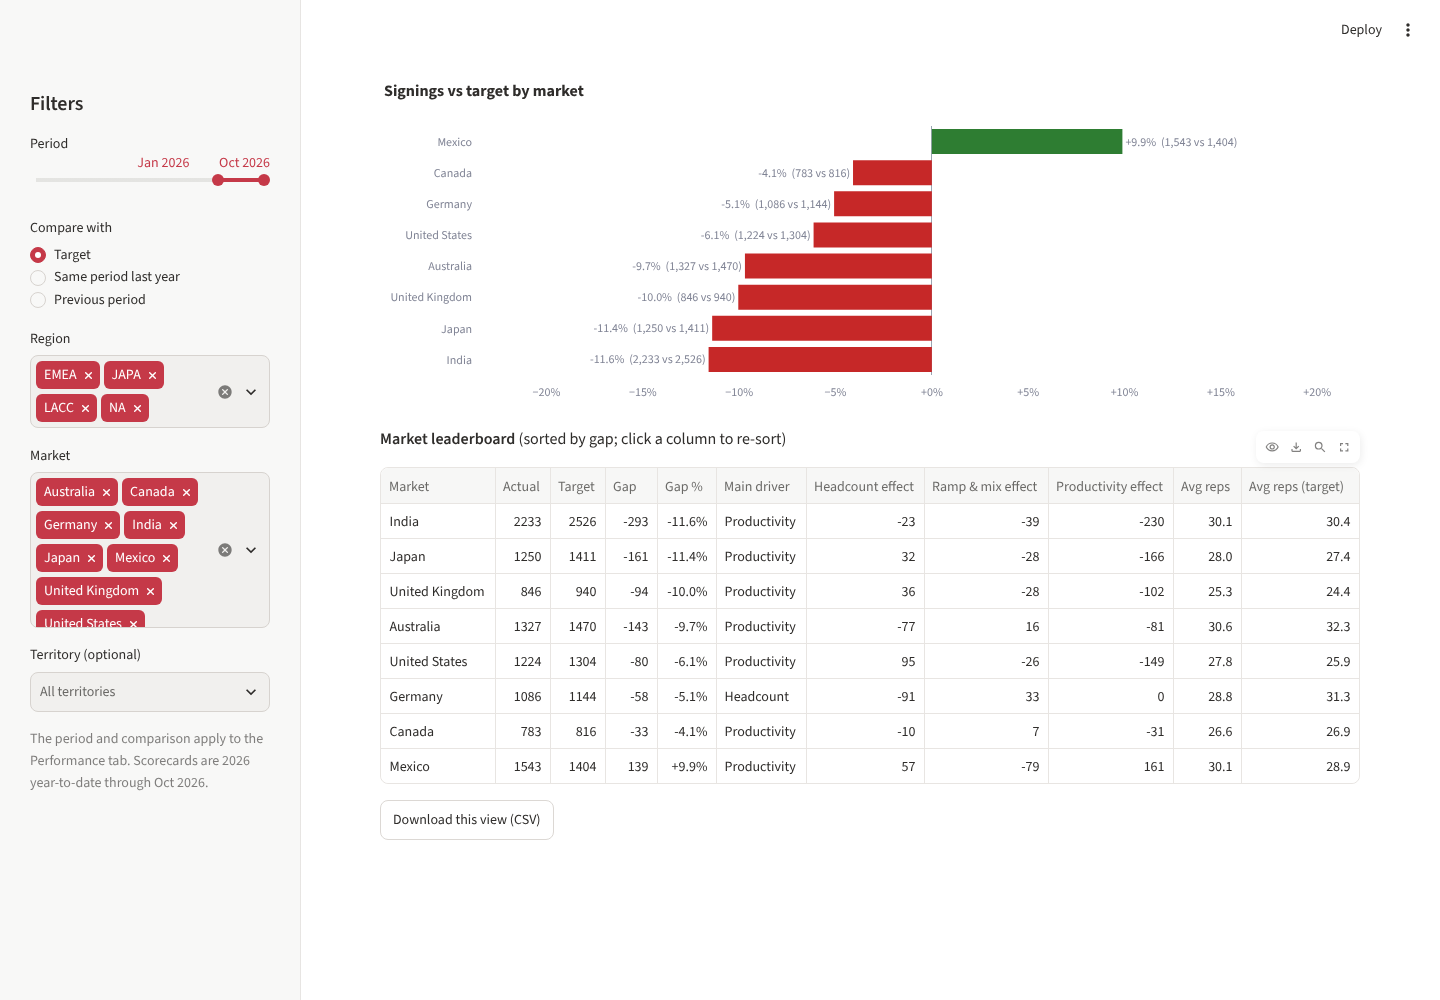 Deploy
Filters
Period
Jan 2026 Oct 2026
Compare with
Target
Same period last year
Previous period
Region
EMEA JAPA
LACC NA
Market
Australia Canada
Germany India
Japan Mexico
United Kingdom
United States
Territory (optional)
All territories
The period and comparison apply to the
Performance tab. Scorecards are 2026
year-to-date through Oct 2026.
Signings vs target by market
Mexico +9.9% (1,543 vs 1,404)
Canada -4.1% (783 vs 816)
Germany -5.1% (1,086 vs 1,144)
United States -6.1% (1,224 vs 1,304)
Australia -9.7% (1,327 vs 1,470)
United Kingdom -10.0% (846 vs 940)
Japan -11.4% (1,250 vs 1,411)
India -11.6% (2,233 vs 2,526)
−20% −15% −10% −5% +0% +5% +10% +15% +20%
Market leaderboard (sorted by gap; click a column to re-sort)
Market Actual Target Gap Gap % Main driver Headcount effect Ramp & mix effect Productivity effect Avg reps Avg reps (target)
India 2233 2526 -293 -11.6% Productivity -23 -39 -230 30.1 30.4
Japan 1250 1411 -161 -11.4% Productivity 32 -28 -166 28.0 27.4
United Kingdom 846 940 -94 -10.0% Productivity 36 -28 -102 25.3 24.4
Australia 1327 1470 -143 -9.7% Productivity -77 16 -81 30.6 32.3
United States 1224 1304 -80 -6.1% Productivity 95 -26 -149 27.8 25.9
Germany 1086 1144 -58 -5.1% Headcount -91 33 0 28.8 31.3
Canada 783 816 -33 -4.1% Productivity -10 7 -31 26.6 26.9
Mexico 1543 1404 139 +9.9% Productivity 57 -79 161 30.1 28.9
Download this view (CSV)